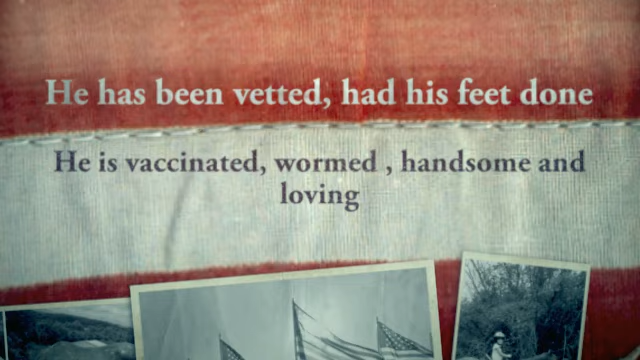 He has been vetted, had his feet done
He is vaccinated, wormed , handsome and
loving